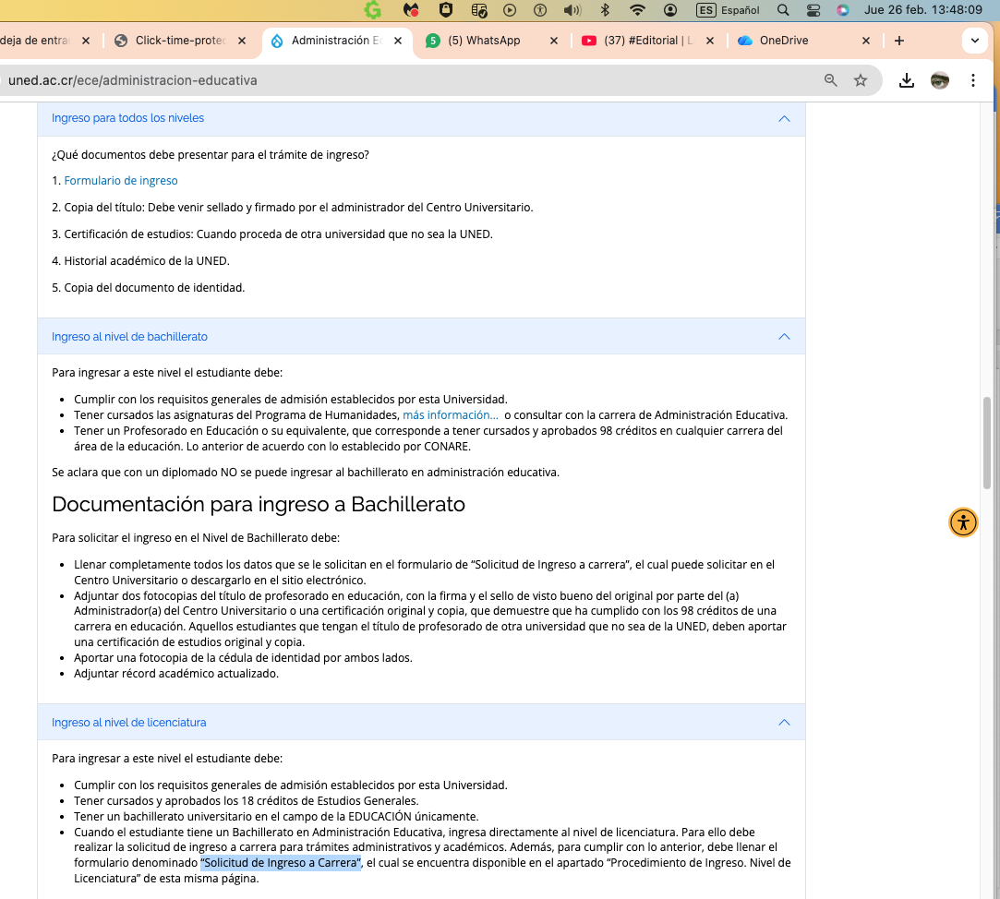 ES Español Jue 26 feb. 13:48:09
deja de entra Click-time-protec Administración Ec 5 (5) WhatsApp (37) #Editorial | L OneDrive
uned.ac.cr/ece/administracion-educativa
Ingreso para todos los niveles
¿Qué documentos debe presentar para el trámite de ingreso?
1. Formulario de ingreso
2. Copia del título: Debe venir sellado y firmado por el administrador del Centro Universitario.
3. Certificación de estudios: Cuando proceda de otra universidad que no sea la UNED.
4. Historial académico de la UNED.
5. Copia del documento de identidad.
Ingreso al nivel de bachillerato
Para ingresar a este nivel el estudiante debe:
• Cumplir con los requisitos generales de admisión establecidos por esta Universidad.
• Tener cursados las asignaturas del Programa de Humanidades, más información... o consultar con la carrera de Administración Educativa.
• Tener un Profesorado en Educación o su equivalente, que corresponde a tener cursados y aprobados 98 créditos en cualquier carrera del
área de la educación. Lo anterior de acuerdo con lo establecido por CONARE.
Se aclara que con un diplomado NO se puede ingresar al bachillerato en administración educativa.
Documentación para ingreso a Bachillerato
Para solicitar el ingreso en el Nivel de Bachillerato debe:
• Llenar completamente todos los datos que se le solicitan en el formulario de “Solicitud de Ingreso a carrera”, el cual puede solicitar en el
Centro Universitario o descargarlo en el sitio electrónico.
• Adjuntar dos fotocopias del título de profesorado en educación, con la firma y el sello de visto bueno del original por parte del (a)
Administrador(a) del Centro Universitario o una certificación original y copia, que demuestre que ha cumplido con los 98 créditos de una
carrera en educación. Aquellos estudiantes que tengan el título de profesorado de otra universidad que no sea de la UNED, deben aportar
una certificación de estudios original y copia.
• Aportar una fotocopia de la cédula de identidad por ambos lados.
• Adjuntar récord académico actualizado.
Ingreso al nivel de licenciatura
Para ingresar a este nivel el estudiante debe:
• Cumplir con los requisitos generales de admisión establecidos por esta Universidad.
• Tener cursados y aprobados los 18 créditos de Estudios Generales.
• Tener un bachillerato universitario en el campo de la EDUCACIÓN únicamente.
• Cuando el estudiante tiene un Bachillerato en Administración Educativa, ingresa directamente al nivel de licenciatura. Para ello debe
realizar la solicitud de ingreso a carrera para trámites administrativos y académicos. Además, para cumplir con lo anterior, debe llenar el
formulario denominado “Solicitud de Ingreso a Carrera”, el cual se encuentra disponible en el apartado “Procedimiento de Ingreso. Nivel de
Licenciatura” de esta misma página.